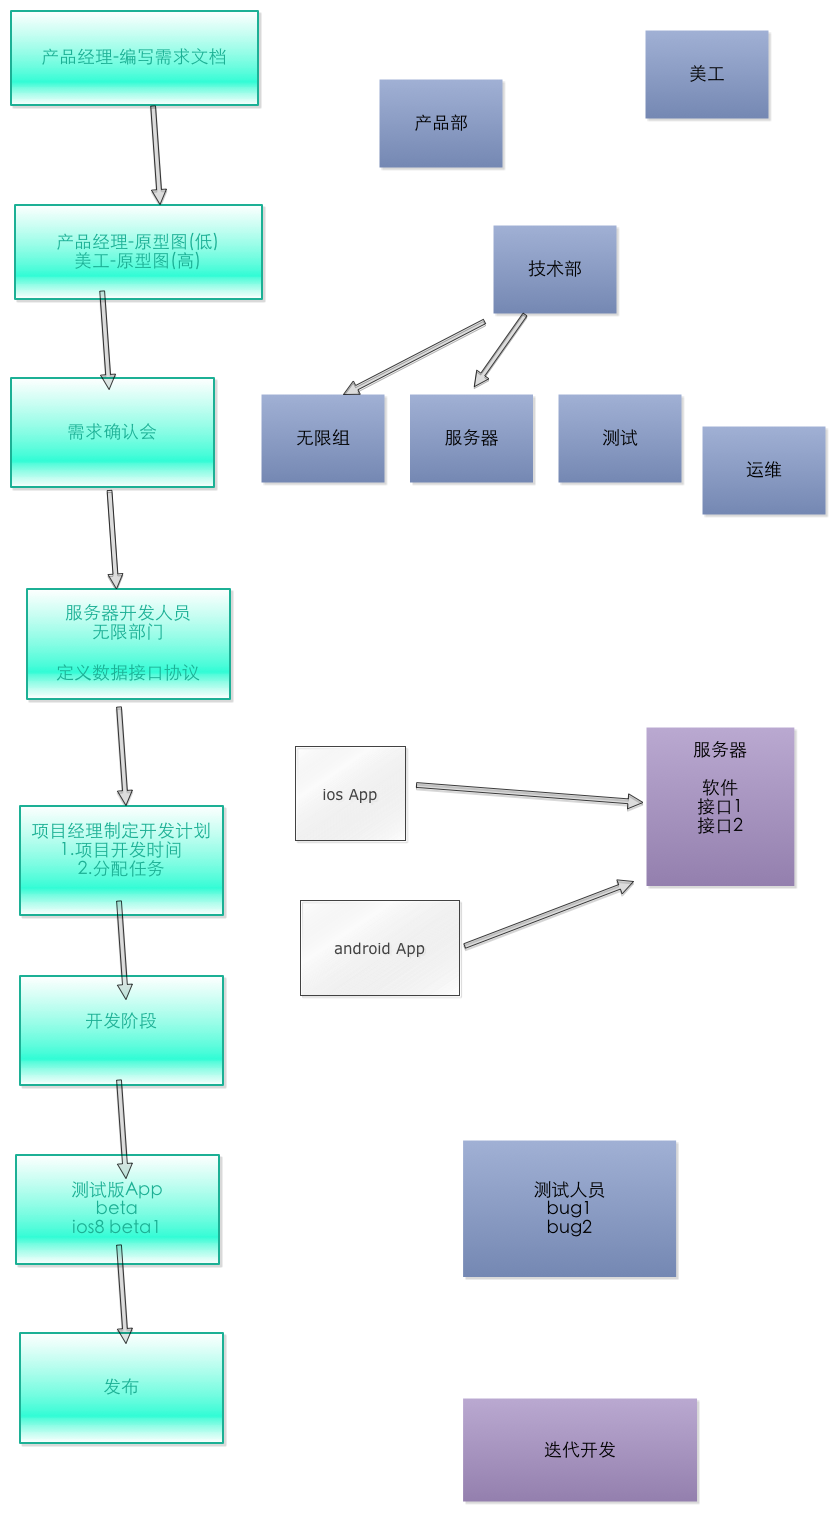 产品经理-编写需求文档
美工
产品部
产品经理-原型图(低)
美工-原型图(高)
技术部
需求确认会
无限组
服务器
测试
运维
服务器开发人员
无限部门
定义数据接口协议
ios App
服务器
软件
接口1
接口2
项目经理制定开发计划
1.项目开发时间
2.分配任务
android App
开发阶段
测试版App
beta
ios8 beta1
测试人员
bug1
bug2
发布
迭代开发